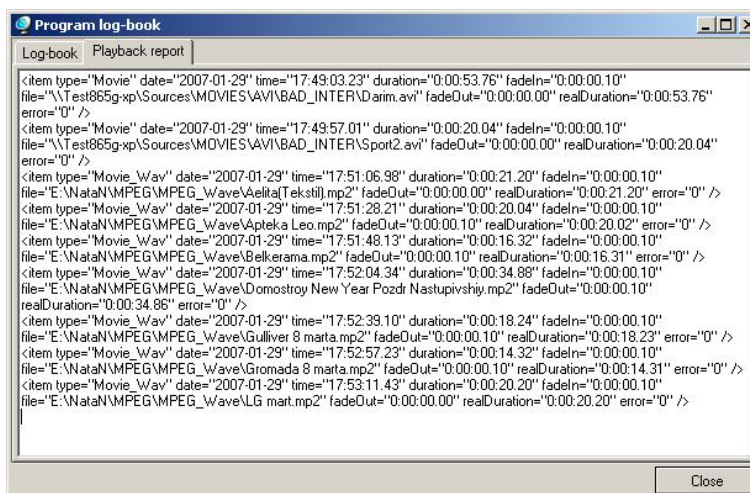 Program log-book
Log-book Playback report
<item type="Movie" date="2007-01-29" time="17:49:03.23" duration="0:00:53.76" fadeIn="0:00:00.10"
file="\\Test865g-xp\Sources\MOVIES\AVI\BAD_INTER\Darim.avi" fadeOut="0:00:00.00" realDuration="0:00:53.76"
error="0" />
<item type="Movie" date="2007-01-29" time="17:49:57.01" duration="0:00:20.04" fadeIn="0:00:00.10"
file="\\Test865g-xp\Sources\MOVIES\AVI\BAD_INTER\Sport2.avi" fadeOut="0:00:00.00" realDuration="0:00:20.04"
error="0" />
<item type="Movie_Wav" date="2007-01-29" time="17:51:06.98" duration="0:00:21.20" fadeIn="0:00:00.10"
file="E:\NataN\MPEG\MPEG_Wave\Aelita(Tekstil).mp2" fadeOut="0:00:00.00" realDuration="0:00:21.20" error="0" />
<item type="Movie_Wav" date="2007-01-29" time="17:51:28.21" duration="0:00:20.04" fadeIn="0:00:00.10"
file="E:\NataN\MPEG\MPEG_Wave\Apteka Leo.mp2" fadeOut="0:00:00.10" realDuration="0:00:20.02" error="0" />
<item type="Movie_Wav" date="2007-01-29" time="17:51:48.13" duration="0:00:16.32" fadeIn="0:00:00.10"
file="E:\NataN\MPEG\MPEG_Wave\Belkerama.mp2" fadeOut="0:00:00.10" realDuration="0:00:16.31" error="0" />
<item type="Movie_Wav" date="2007-01-29" time="17:52:04.34" duration="0:00:34.88" fadeIn="0:00:00.10"
file="E:\NataN\MPEG\MPEG_Wave\Domostroy New Year Pozdr Nastupivshiy.mp2" fadeOut="0:00:00.10"
realDuration="0:00:34.86" error="0" />
<item type="Movie_Wav" date="2007-01-29" time="17:52:39.10" duration="0:00:18.24" fadeIn="0:00:00.10"
file="E:\NataN\MPEG\MPEG_Wave\Gulliver 8 marta.mp2" fadeOut="0:00:00.10" realDuration="0:00:18.23" error="0" />
<item type="Movie_Wav" date="2007-01-29" time="17:52:57.23" duration="0:00:14.32" fadeIn="0:00:00.10"
file="E:\NataN\MPEG\MPEG_Wave\Gromada 8 marta.mp2" fadeOut="0:00:00.10" realDuration="0:00:14.31" error="0" />
<item type="Movie_Wav" date="2007-01-29" time="17:53:11.43" duration="0:00:20.20" fadeIn="0:00:00.10"
file="E:\NataN\MPEG\MPEG_Wave\LG mart.mp2" fadeOut="0:00:00.00" realDuration="0:00:20.20" error="0" />
Close